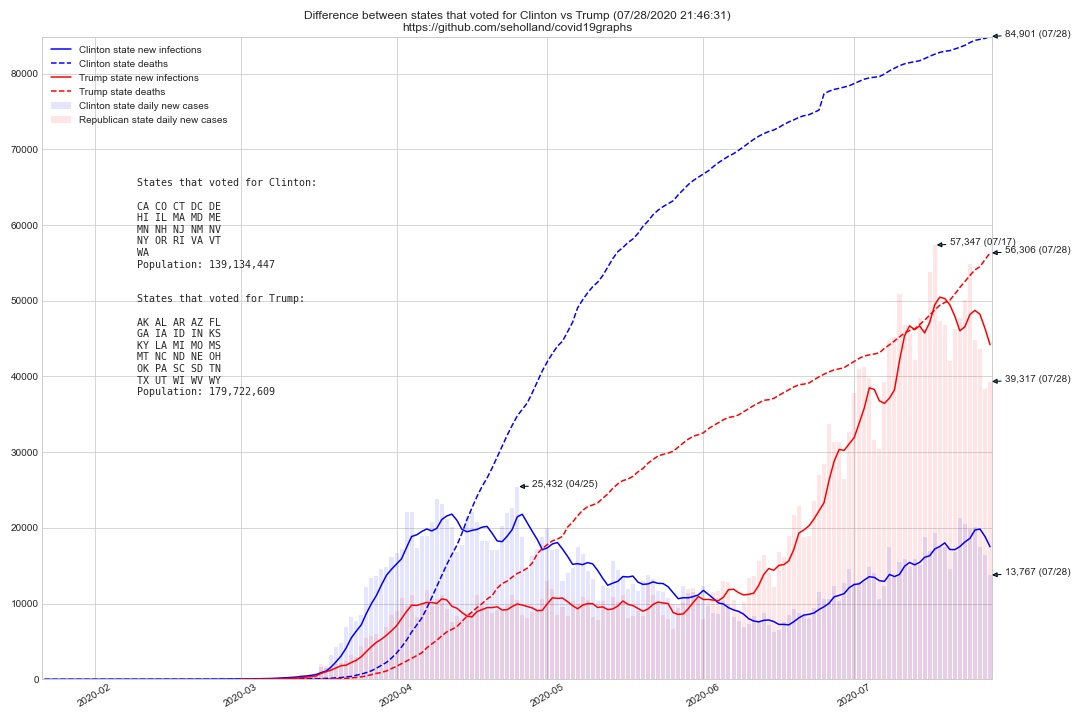 Difference between states that voted for Clinton vs Trump (07/28/2020 21:46:31)
https://github.com/seholland/covid19graphs
Clinton state new infections
Clinton state deaths
Trump state new infections
Trump state deaths
Clinton state daily new cases
Republican state daily new cases
States that voted for Clinton:
CA CO CT DC DE
HI IL MA MD ME
MN NH NJ NM NV
NY OR RI VA VT
WA
Population: 139,134,447
States that voted for Trump:
AK AL AR AZ FL
GA IA ID IN KS
KY LA MI MO MS
MT NC ND NE OH
OK PA SC SD TN
TX UT WI WV WY
Population: 179,722,609
84,901 (07/28)
57,347 (07/17)
56,306 (07/28)
39,317 (07/28)
25,432 (04/25)
13,767 (07/28)
80000
70000
60000
50000
40000
30000
20000
10000
0
2020-02
2020-03
2020-04
2020-05
2020-06
2020-07